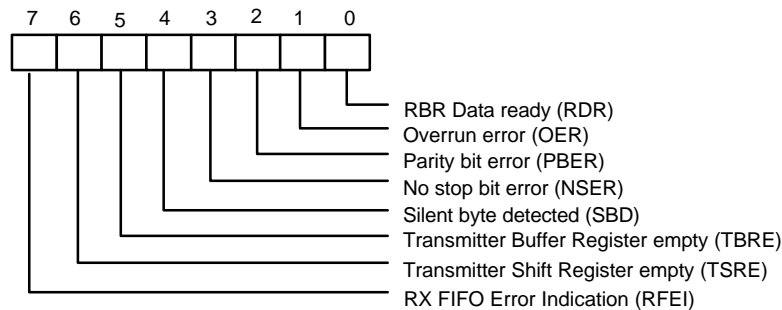 7 6 5 4 3 2 1 0
RBR Data ready (RDR)
Overrun error (OER)
Parity bit error (PBER)
No stop bit error (NSER)
Silent byte detected (SBD)
Transmitter Buffer Register empty (TBRE)
Transmitter Shift Register empty (TSRE)
RX FIFO Error Indication (RFEI)